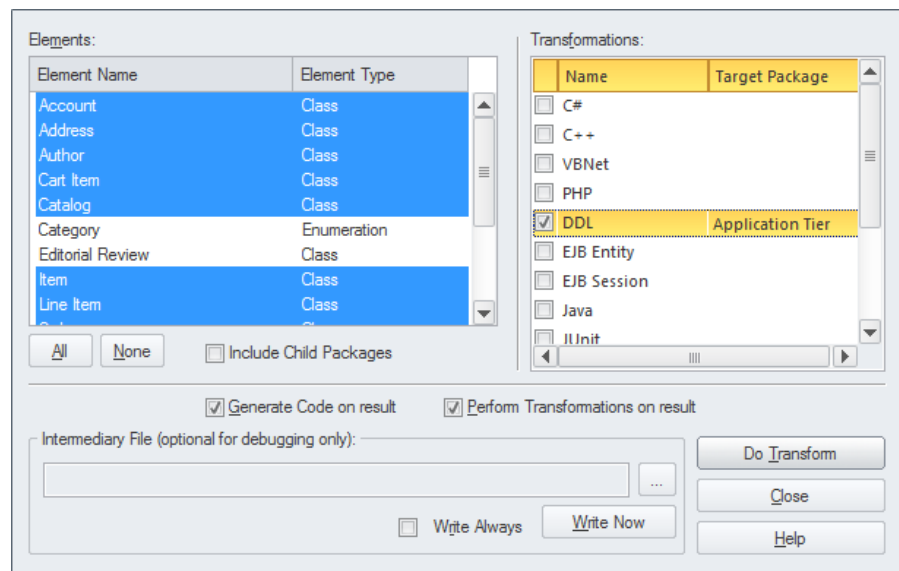 Elements:
Element Name Element Type
Account Class
Address Class
Author Class
Cart Item Class
Catalog Class
Category Enumeration
Editorial Review Class
Item Class
Line Item Class
All None Include Child Packages
Transformations:
Name Target Package
C#
C++
VBNet
PHP
DDL Application Tier
EJB Entity
EJB Session
Java
JUnit
Generate Code on result Perform Transformations on result
Intermediary File (optional for debugging only):
...
Write Always Write Now
Do Transform
Close
Help